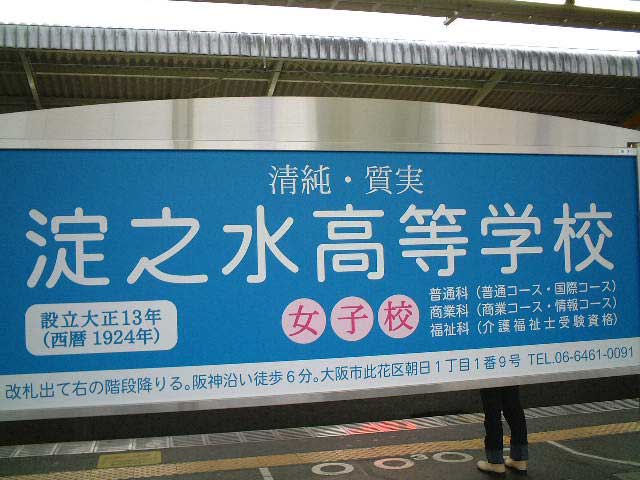 清純・質実
淀之水高等学校
設立大正13年
(西暦1924年)
女子校
普通科(普通コース・国際コース)
商業科(商業コース・情報コース)
福祉科(介護福祉士受験資格)
改札出て右の階段降りる。阪神沿い徒歩6分。大阪市此花区朝日1丁目1番9号 TEL.06-6461-0091